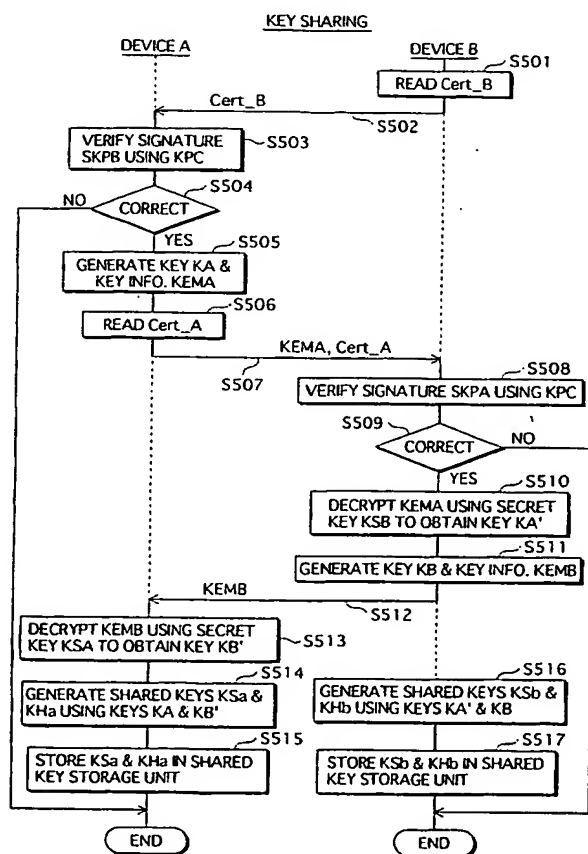 KEY SHARING
DEVICE A
DEVICE B
S501
READ Cert_B
Cert_B
S502
S503
VERIFY SIGNATURE
SKPB USING KPC
S504
NO
CORRECT
YES
S505
GENERATE KEY KA &
KEY INFO. KEMA
S506
READ Cert_A
KEMA, Cert_A
S507
S508
VERIFY SIGNATURE SKPA USING KPC
S509
CORRECT
NO
YES
S510
DECRYPT KEMA USING SECRET
KEY KSB TO OBTAIN KEY KA'
S511
GENERATE KEY KB & KEY INFO. KEMB
KEMB
S512
DECRYPT KEMB USING SECRET
KEY KSA TO OBTAIN KEY KB'
S513
S514
GENERATE SHARED KEYS KSa &
KHa USING KEYS KA & KB'
S516
GENERATE SHARED KEYS KSb &
KHb USING KEYS KA' & KB
S515
STORE KSa & KHa IN SHARED
KEY STORAGE UNIT
S517
STORE KSb & KHb IN SHARED
KEY STORAGE UNIT
END
END